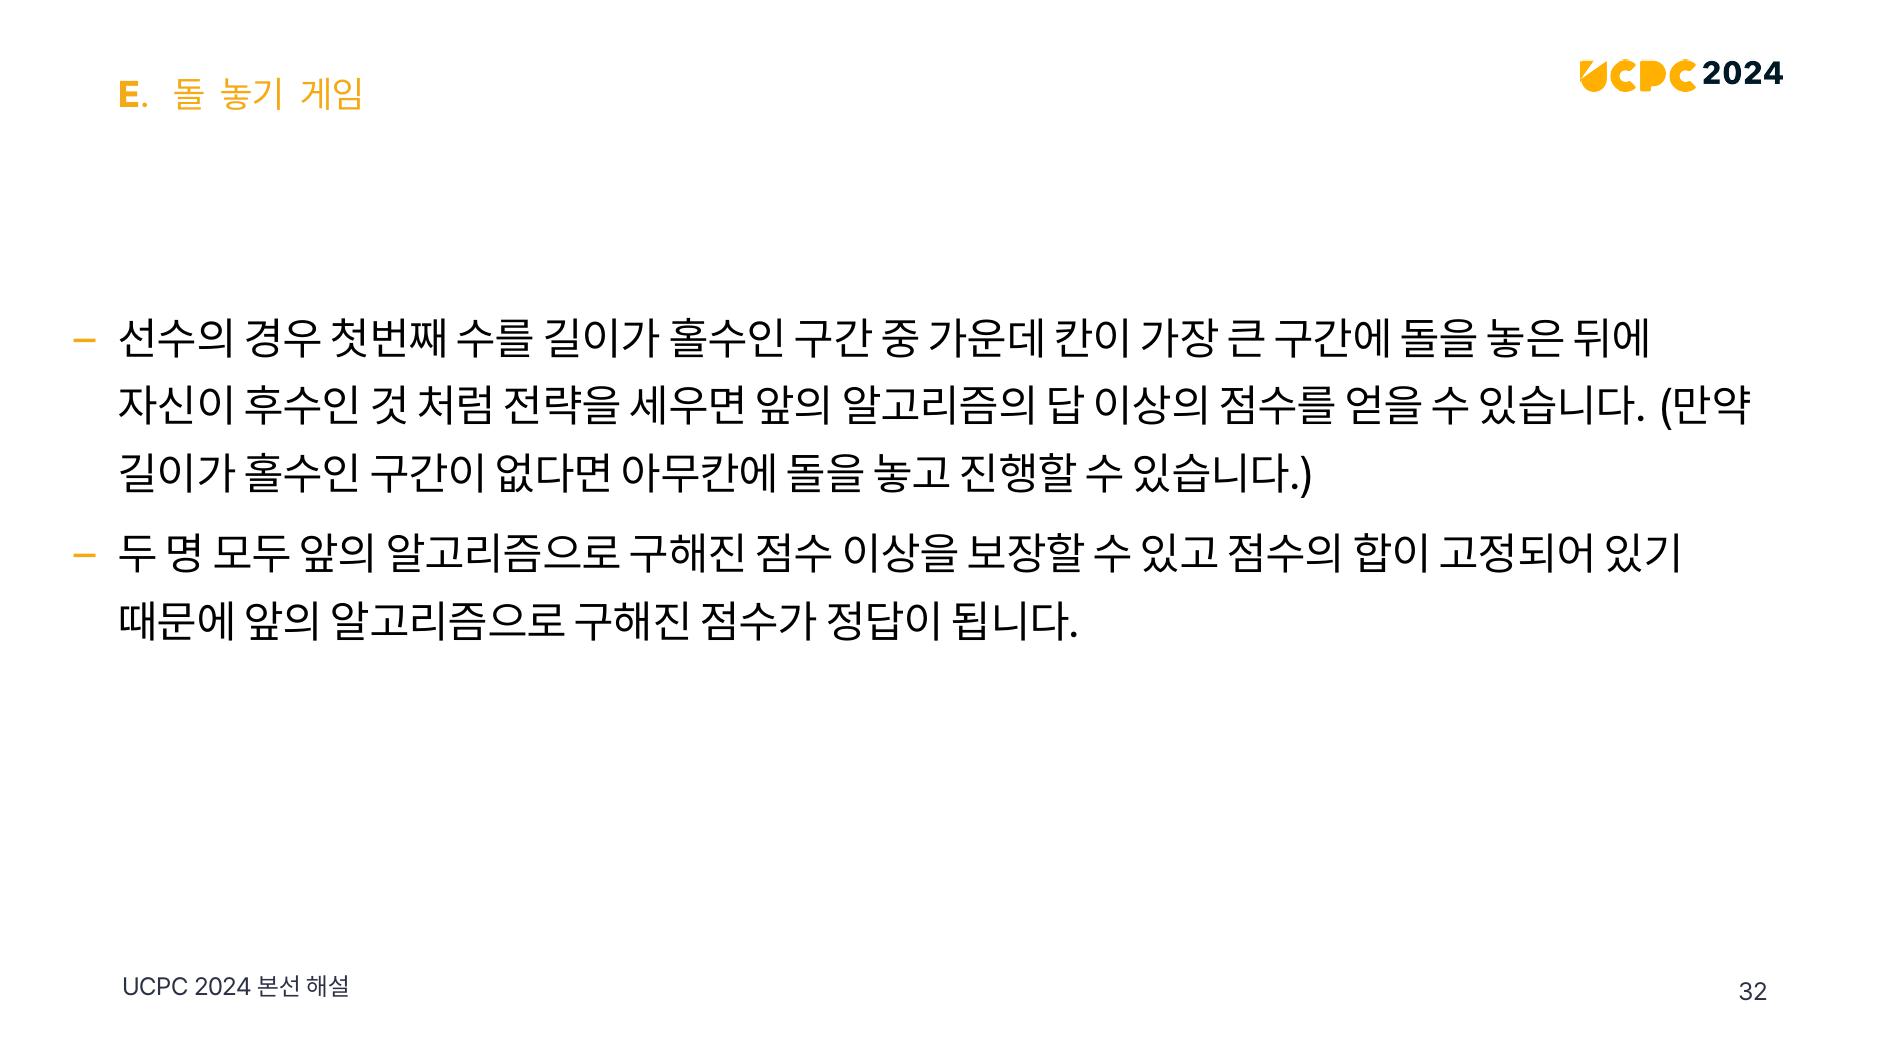 E. 돌 놓기 게임
UCPC 2024
– 선수의 경우 첫번째 수를 길이가 홀수인 구간 중 가운데 칸이 가장 큰 구간에 돌을 놓은 뒤에
자신이 후수인 것 처럼 전략을 세우면 앞의 알고리즘의 답 이상의 점수를 얻을 수 있습니다. (만약
길이가 홀수인 구간이 없다면 아무칸에 돌을 놓고 진행할 수 있습니다.)
– 두 명 모두 앞의 알고리즘으로 구해진 점수 이상을 보장할 수 있고 점수의 합이 고정되어 있기
때문에 앞의 알고리즘으로 구해진 점수가 정답이 됩니다.
UCPC 2024 본선 해설
32